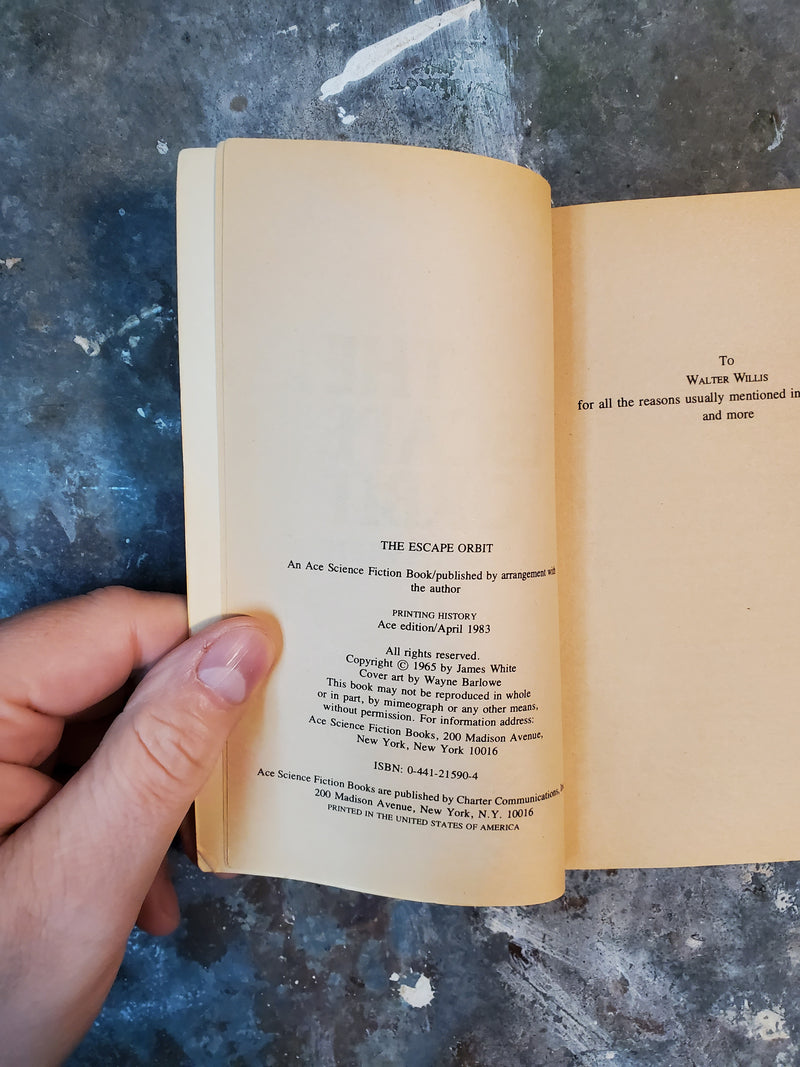 THE ESCAPE ORBIT
An Ace Science Fiction Book/published by arrangement with
the author
PRINTING HISTORY
Ace edition/April 1983
All rights reserved.
Copyright © 1965 by James White
Cover art by Wayne Barlowe
This book may not be reproduced in whole
or in part, by mimeograph or any other means,
without permission. For information address:
Ace Science Fiction Books, 200 Madison Avenue,
New York, New York 10016
ISBN: 0-441-21590-4
Ace Science Fiction Books are published by Charter Communications,
200 Madison Avenue, New York, N.Y. 10016
PRINTED IN THE UNITED STATES OF AMERICA
To
WALTER WILLIS
for all the reasons usually mentioned in
and more